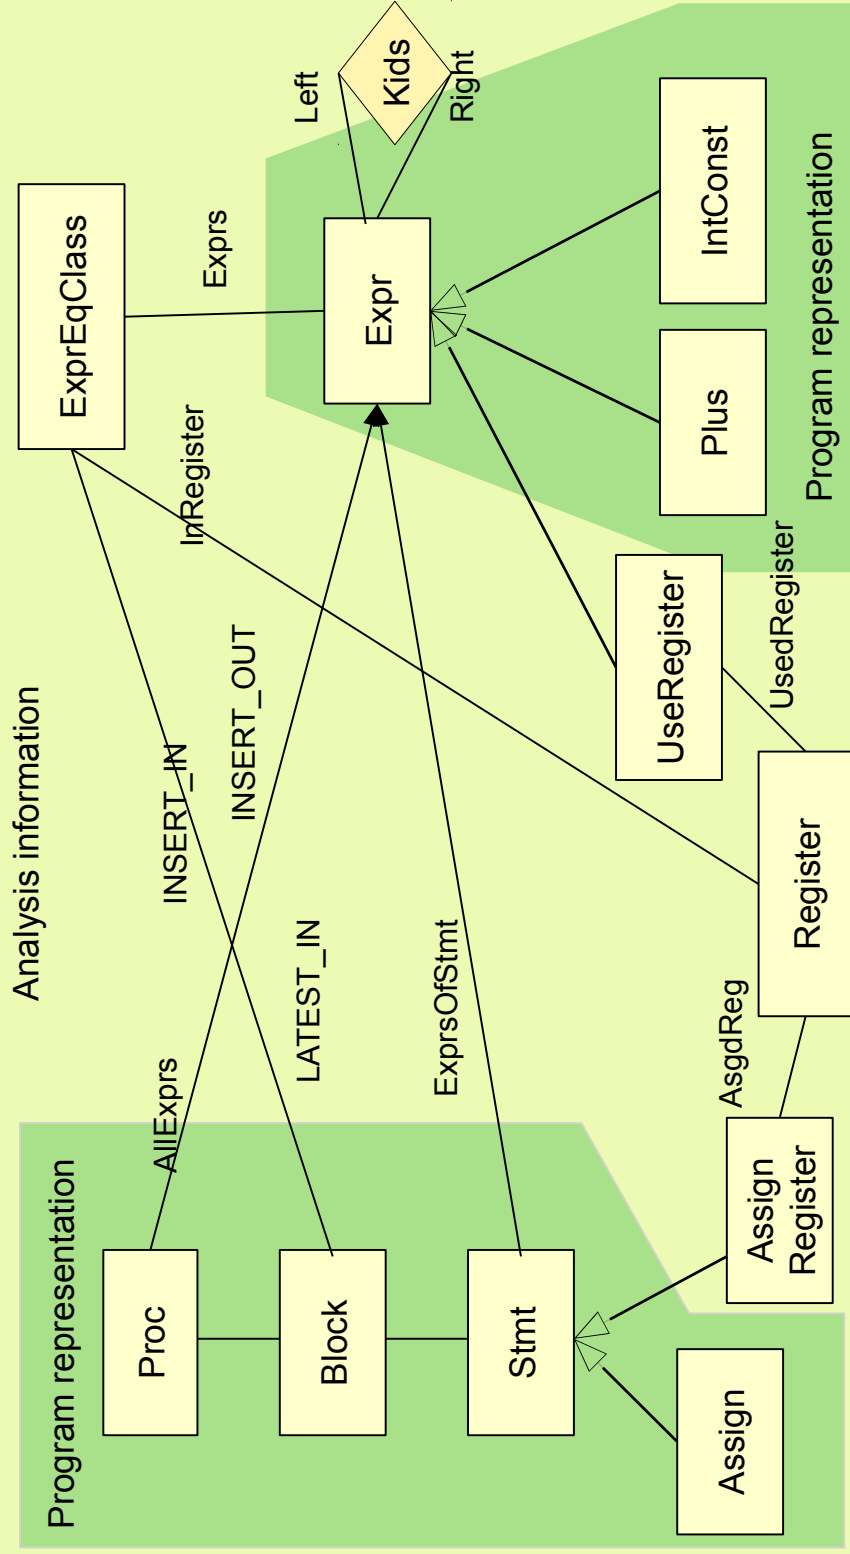 Analysis information
Program representation
Proc
Block
Stmt
Assign
Assign
Register
AllExprs
INSERT_IN
INSERT_OUT
LATEST_IN
ExprsOfStmt
AsgdReg
Register
InRegister
UseRegister
UsedRegister
ExprEqClass
Exprs
Expr
Left
Kids
Right
Plus
IntConst
Program representation